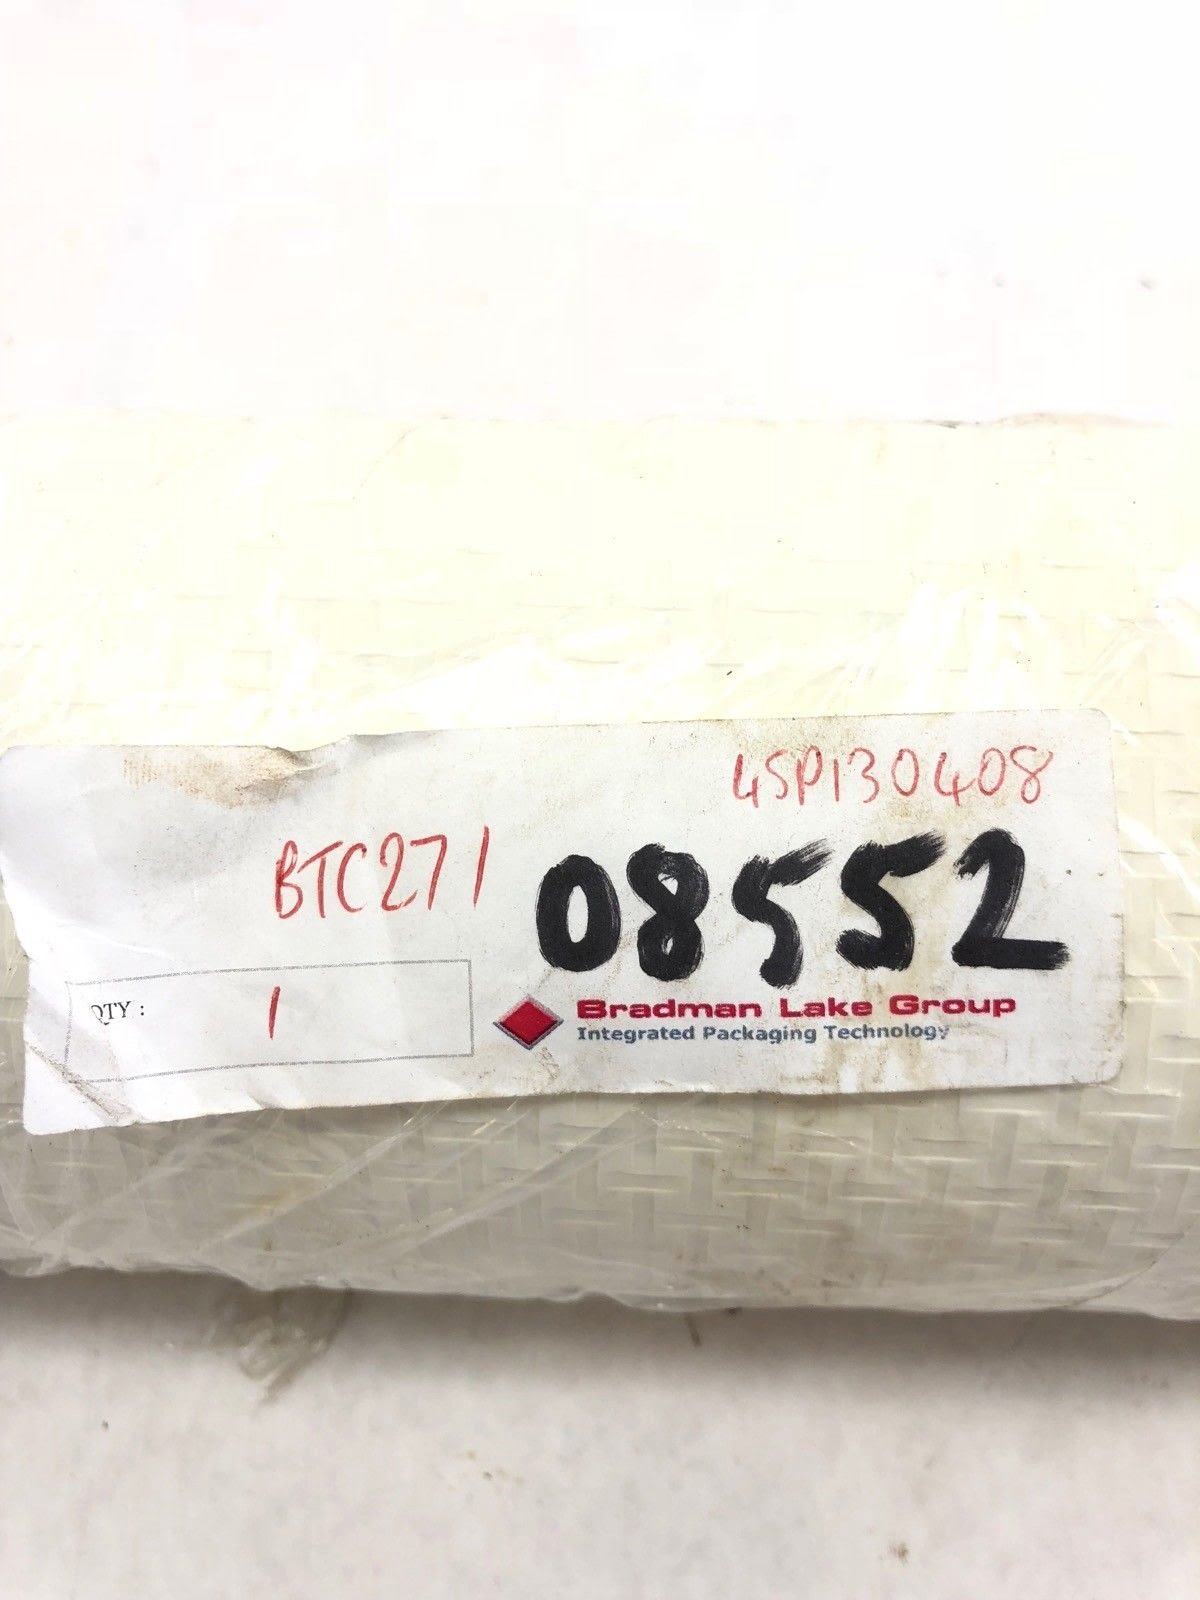 4SP130408
BTC271
08552
QTY : 1
Bradman Lake Group
Integrated Packaging Technology